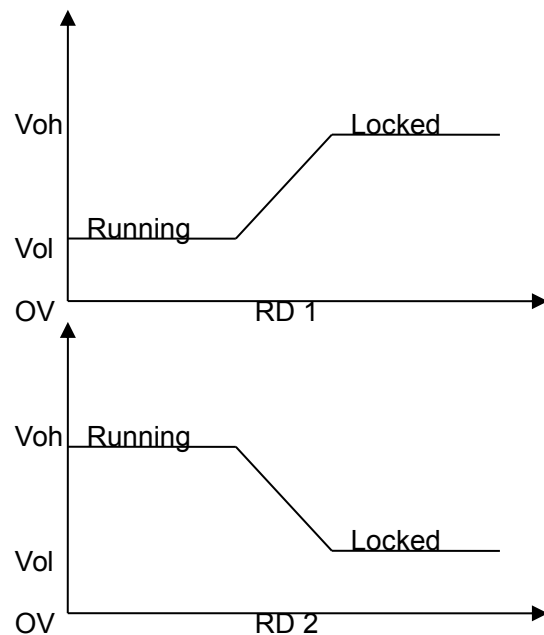 Voh
Locked
Running
Vol
OV
RD 1
Voh
Running
Locked
Vol
OV
RD 2